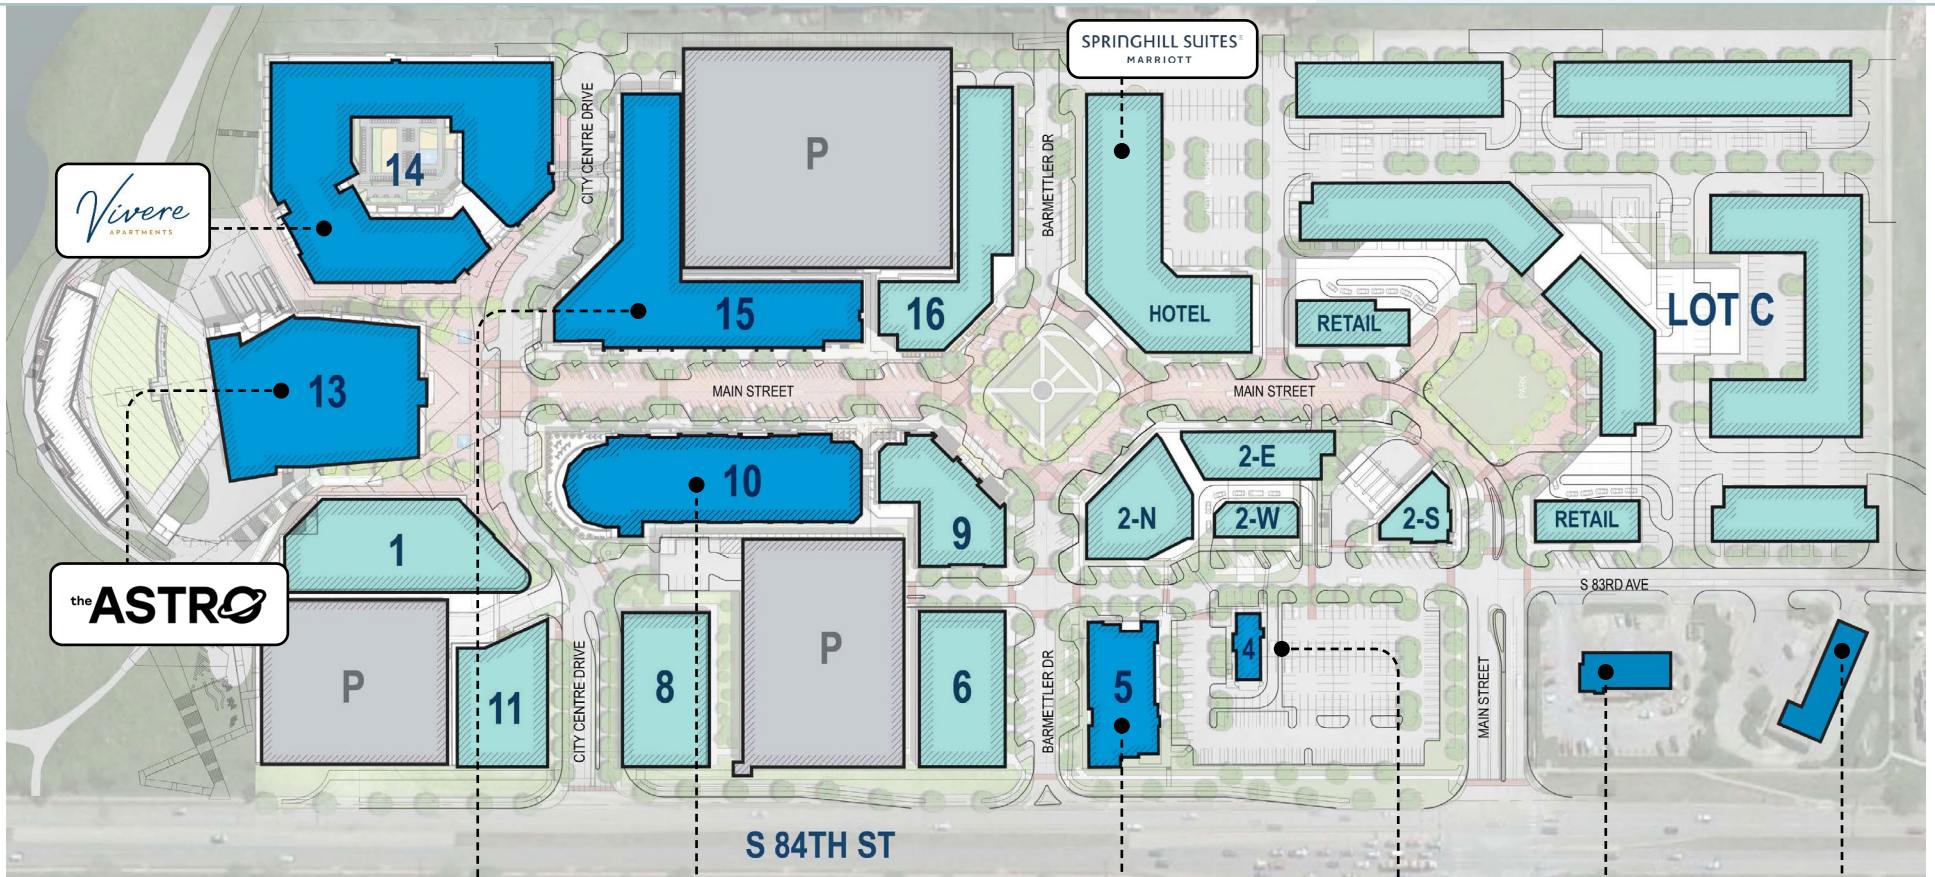 SPRINGHILL SUITES®
MARRIOTT
CITY CENTRE DRIVE
P
BARMETTLER DR
14
Vivere
APARTMENTS
15
16
HOTEL
RETAIL
LOT C
13
MAIN STREET
MAIN STREET
PARK
10
2-E
9
2-N
2-W
2-S
RETAIL
1
S 83RD AVE
the ASTRO
P
11
CITY CENTRE DRIVE
8
P
6
BARMETTLER DR
5
4
MAIN STREET
S 84TH ST